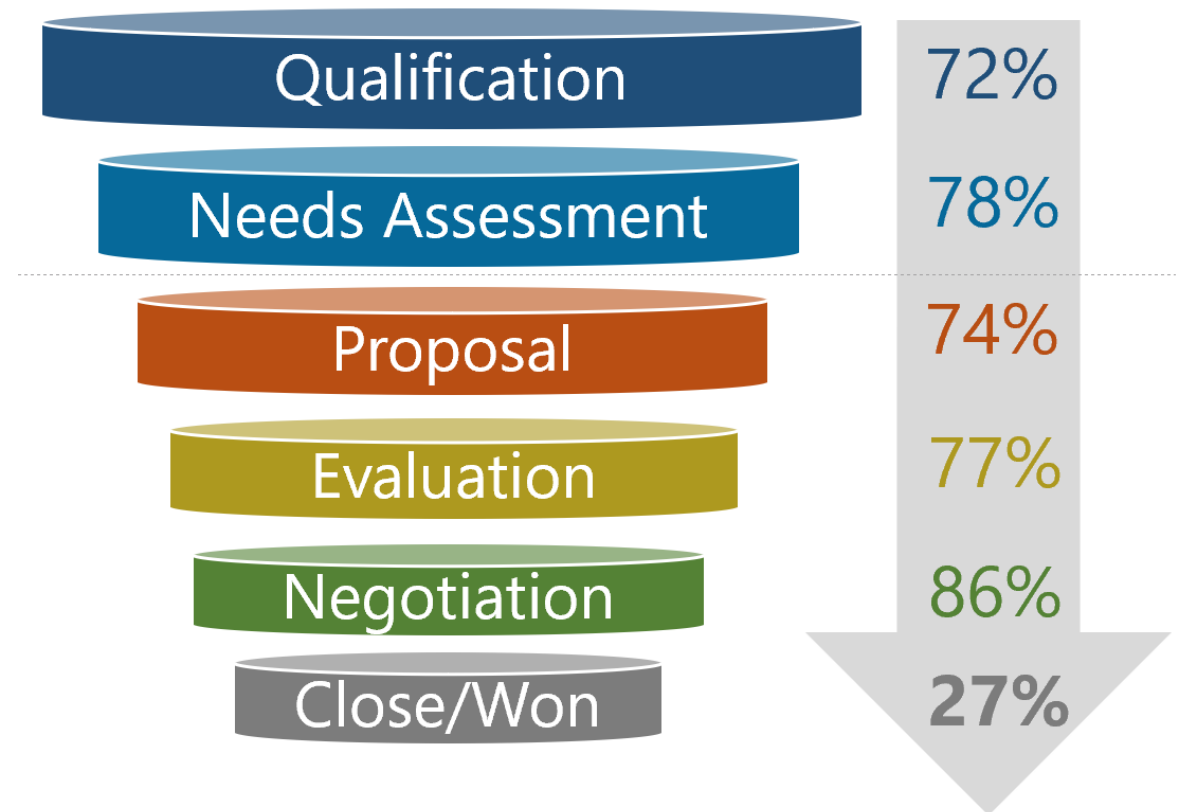 Qualification 72%
Needs Assessment 78%
Proposal 74%
Evaluation 77%
Negotiation 86%
Close/Won 27%